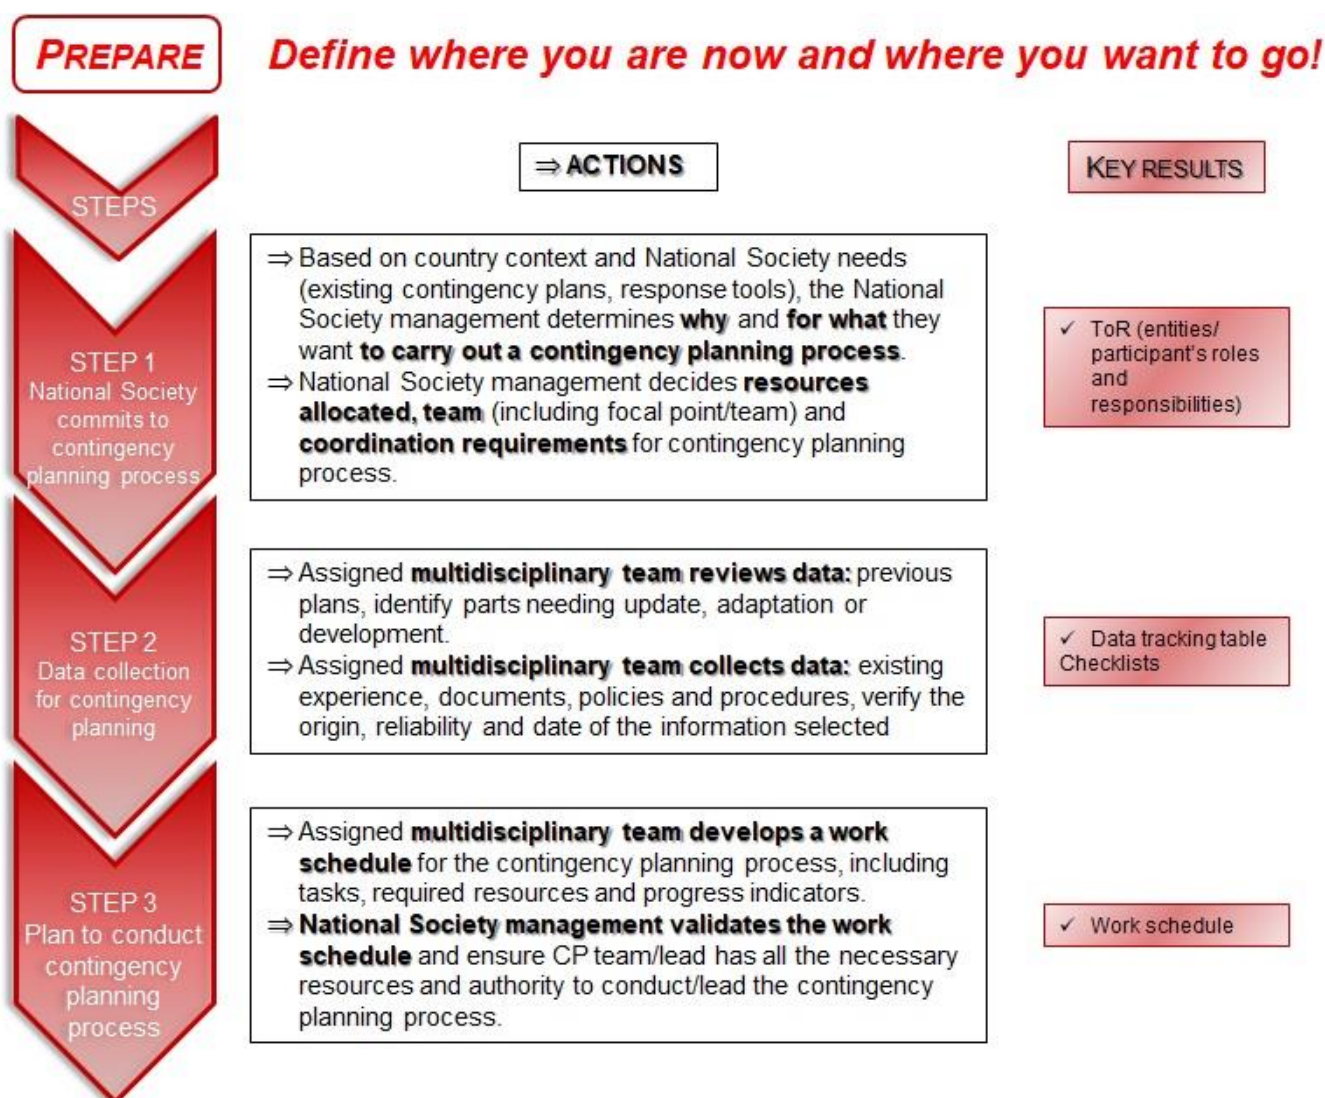 PREPARE
Define where you are now and where you want to go!
STEPS
⇒ ACTIONS
KEY RESULTS
STEP 1
National Society
commits to
contingency
planning process
⇒ Based on country context and National Society needs
(existing contingency plans, response tools), the National
Society management determines why and for what they
want to carry out a contingency planning process.
⇒ National Society management decides resources
allocated, team (including focal point/team) and
coordination requirements for contingency planning
process.
✓ ToR (entities/
participant's roles
and
responsibilities)
STEP 2
Data collection
for contingency
planning
⇒ Assigned multidisciplinary team reviews data: previous
plans, identify parts needing update, adaptation or
development.
⇒ Assigned multidisciplinary team collects data: existing
experience, documents, policies and procedures, verify the
origin, reliability and date of the information selected
✓ Data tracking table
Checklists
STEP 3
Plan to conduct
contingency
planning
process
⇒ Assigned multidisciplinary team develops a work
schedule for the contingency planning process, including
tasks, required resources and progress indicators.
⇒ National Society management validates the work
schedule and ensure CP team/lead has all the necessary
resources and authority to conduct/lead the contingency
planning process.
✓ Work schedule